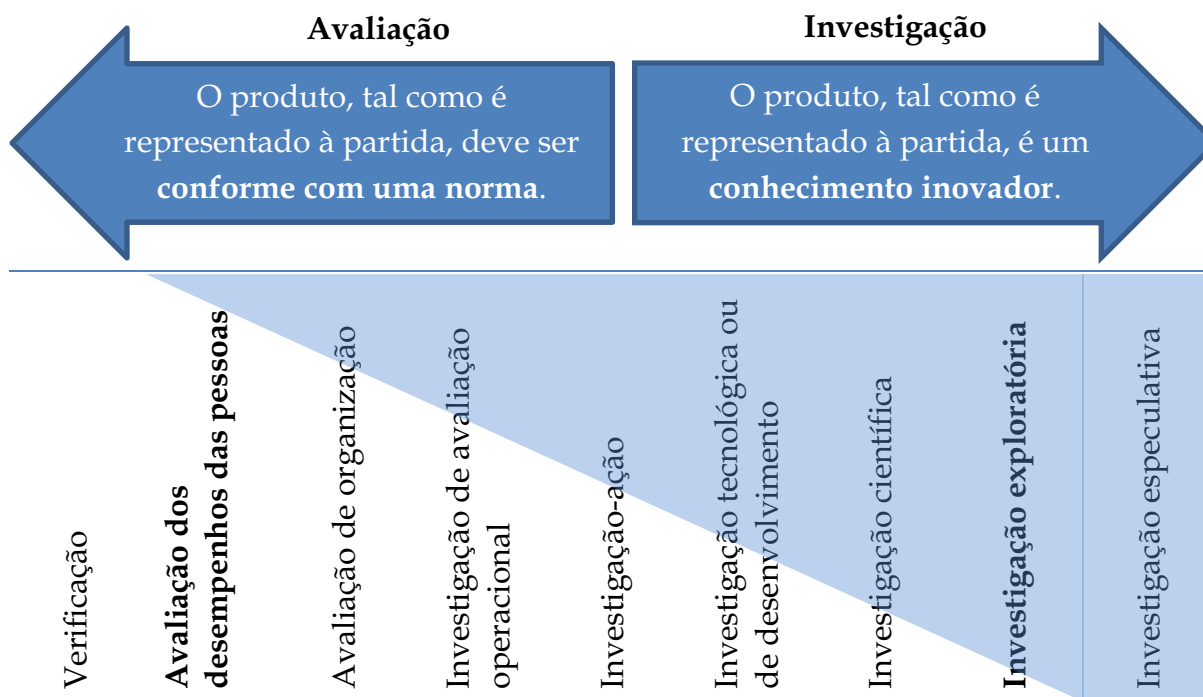 Avaliação
Investigação
O produto, tal como é
representado à partida, deve ser
conforme com uma norma.
O produto, tal como é
representado à partida, é um
conhecimento inovador.
Verificação
Avaliação dos
desempenhos das pessoas
Avaliação de organização
Investigação de avaliação
operacional
Investigação-ação
Investigação tecnológica ou
de desenvolvimento
Investigação científica
Investigação exploratória
Investigação especulativa